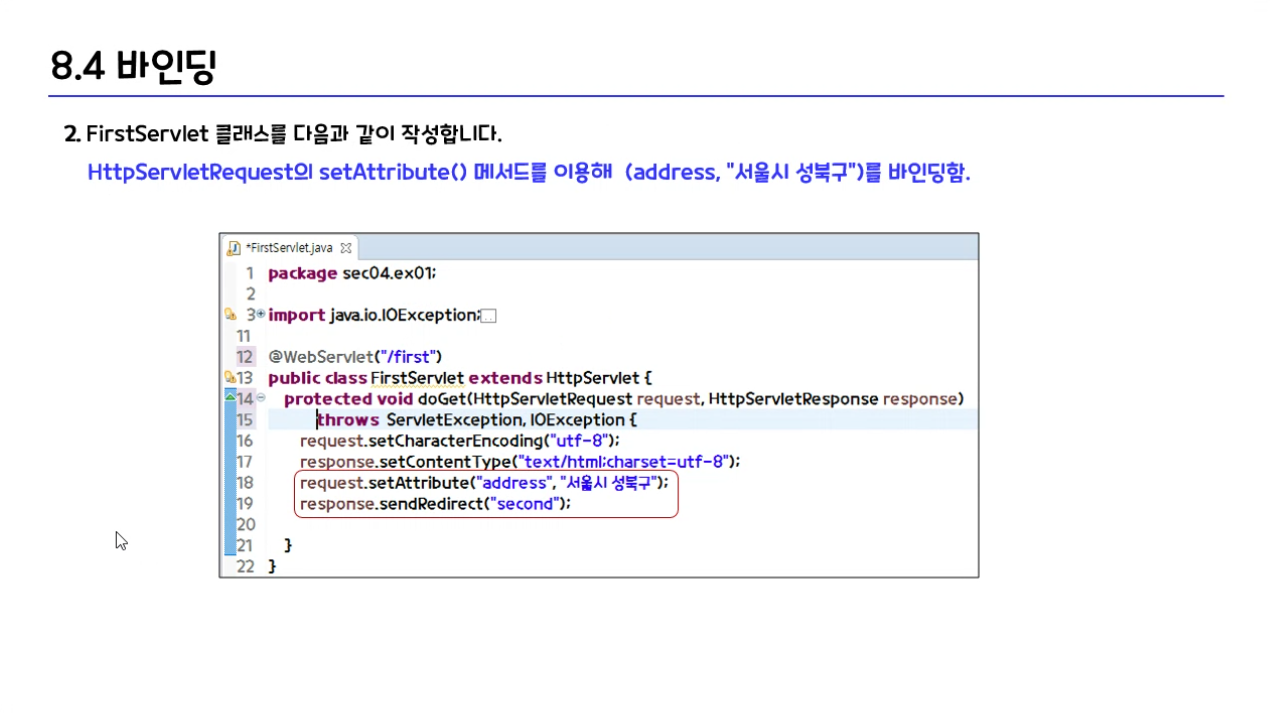 8.4 바인딩
2. FirstServlet 클래스를 다음과 같이 작성합니다.
HttpServletRequest의 setAttribute() 메서드를 이용해 (address, "서울시 성북구")를 바인딩함.
*FirstServlet.java
1 package sec04.ex01;
2
3 import java.io.IOException;
11
12 @WebServlet("/first")
13 public class FirstServlet extends HttpServlet {
14 protected void doGet(HttpServletRequest request, HttpServletResponse response)
15 throws ServletException, IOException {
16 request.setCharacterEncoding("utf-8");
17 response.setContentType("text/html;charset=utf-8");
18 request.setAttribute("address", "서울시 성북구");
19 response.sendRedirect("second");
20
21 }
22 }